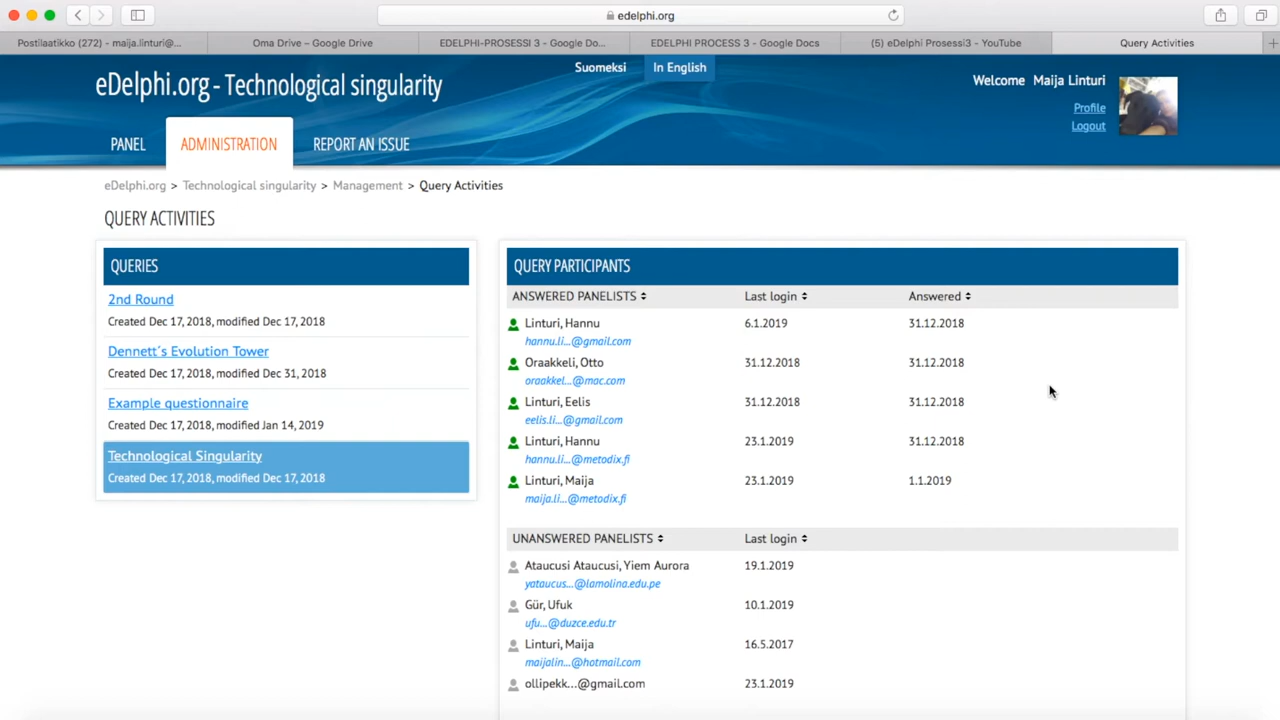 edelphi.org
Postilaatikko (272) - maija.linturi@...
Oma Drive – Google Drive
EDELPHI-PROSESSI 3 - Google Do...
EDELPHI PROCESS 3 - Google Docs
(5) eDelphi Prosessi3 - YouTube
Query Activities
Suomeksi
In English
eDelphi.org - Technological singularity
Welcome Maija Linturi
Profile
Logout
PANEL
ADMINISTRATION
REPORT AN ISSUE
eDelphi.org > Technological singularity > Management > Query Activities
QUERY ACTIVITIES
QUERIES
2nd Round
Created Dec 17, 2018, modified Dec 17, 2018
Dennett´s Evolution Tower
Created Dec 17, 2018, modified Dec 31, 2018
Example questionnaire
Created Dec 17, 2018, modified Jan 14, 2019
Technological Singularity
Created Dec 17, 2018, modified Dec 17, 2018
QUERY PARTICIPANTS
ANSWERED PANELISTS Last login Answered
Linturi, Hannu 6.1.2019 31.12.2018
hannu.li...@gmail.com
Oraakkeli, Otto 31.12.2018 31.12.2018
oraakkel...@mac.com
Linturi, Eelis 31.12.2018 31.12.2018
eelis.li...@gmail.com
Linturi, Hannu 23.1.2019 31.12.2018
hannu.li...@metodix.fi
Linturi, Maija 23.1.2019 1.1.2019
maija.li...@metodix.fi
UNANSWERED PANELISTS Last login
Ataucusi Ataucusi, Yiem Aurora 19.1.2019
yataucus...@lamolina.edu.pe
Gür, Ufuk 10.1.2019
ufu...@duzce.edu.tr
Linturi, Maija 16.5.2017
maijalin...@hotmail.com
ollipekk...@gmail.com 23.1.2019